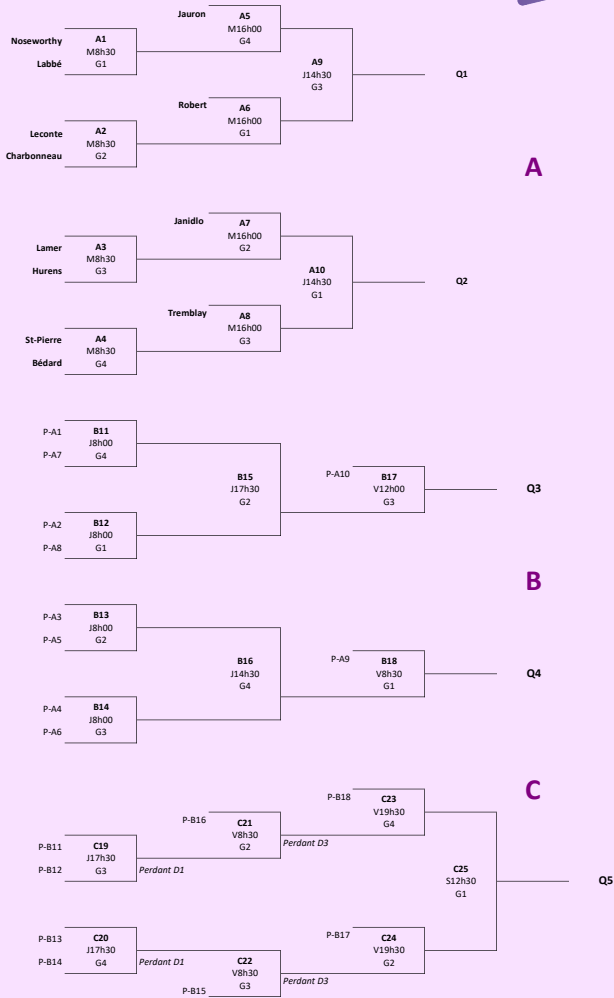 Jauron
A5
M16h00
G4
Noseworthy
A1
M8h30
Labbé
G1
A9
J14h30
G3
Q1
Robert
A6
M16h00
G1
Leconte
A2
M8h30
Charbonneau
G2
A
Janidlo
A7
M16h00
G2
Lamer
A3
M8h30
Hurens
G3
A10
J14h30
G1
Q2
Tremblay
A8
M16h00
G3
St-Pierre
A4
M8h30
Bédard
G4
P-A1
B11
J8h00
P-A7
G4
B15
J17h30
G2
P-A10
B17
V12h00
G3
Q3
P-A2
B12
J8h00
P-A8
G1
B
P-A3
B13
J8h00
P-A5
G2
B16
J14h30
G4
P-A9
B18
V8h30
G1
Q4
P-A4
B14
J8h00
P-A6
G3
C
P-B18
C23
V19h30
G4
P-B16
C21
V8h30
G2
Perdant D3
P-B11
C19
J17h30
P-B12
G3
Perdant D1
C25
S12h30
G1
Q5
P-B13
C20
J17h30
P-B14
G4
Perdant D1
P-B17
C24
V19h30
G2
C22
V8h30
G3
P-B15
Perdant D3